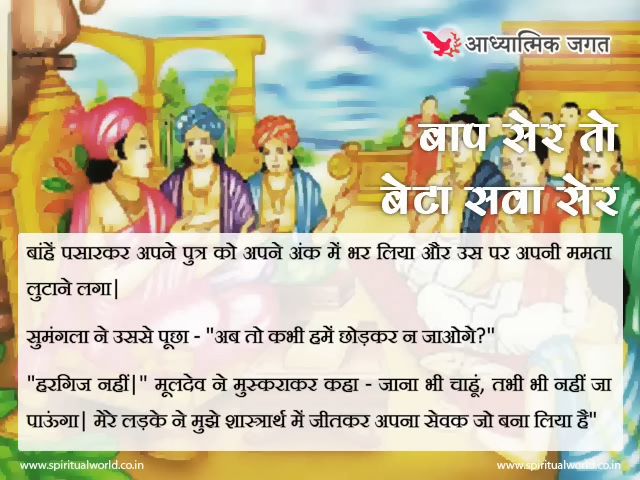 आध्यात्मिक जगत
बाप सेर तो
बेटा सवा सेर
बांहें पसारकर अपने पुत्र को अपने अंक में भर लिया और उस पर अपनी ममता
लुटाने लगा|
सुमंगला ने उससे पूछा - "अब तो कभी हमें छोड़कर न जाओगे?"
"हरगिज नहीं|" मूलदेव ने मुस्कराकर कहा - जाना भी चाहूं, तभी भी नहीं जा
पाऊंगा| मेरे लड़के ने मुझे शास्त्रार्थ में जीतकर अपना सेवक जो बना लिया है"
www.spiritualworld.co.in
www.spiritualworld.co.in